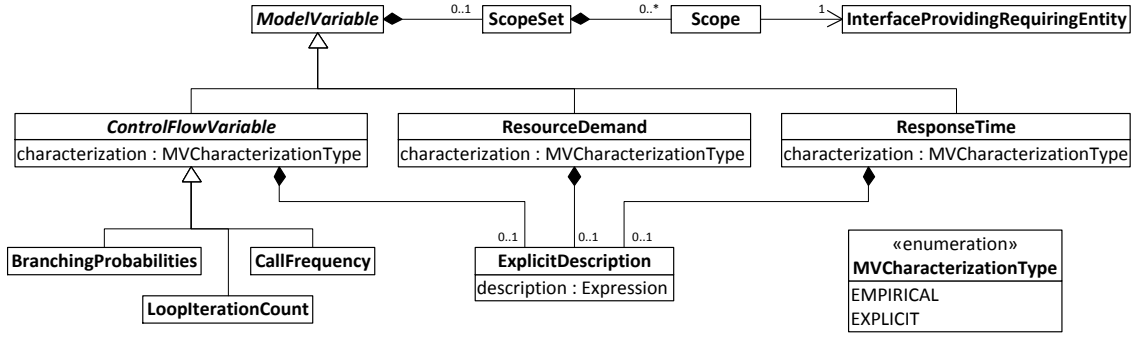 ModelVariable
0..1
ScopeSet
0..*
Scope
1
InterfaceProvidingRequiringEntity
ControlFlowVariable
characterization : MVCharacterizationType
ResourceDemand
characterization : MVCharacterizationType
ResponseTime
characterization : MVCharacterizationType
0..1
0..1
0..1
BranchingProbabilities
CallFrequency
LoopIterationCount
ExplicitDescription
description : Expression
«enumeration»
MVCharacterizationType
EMPIRICAL
EXPLICIT